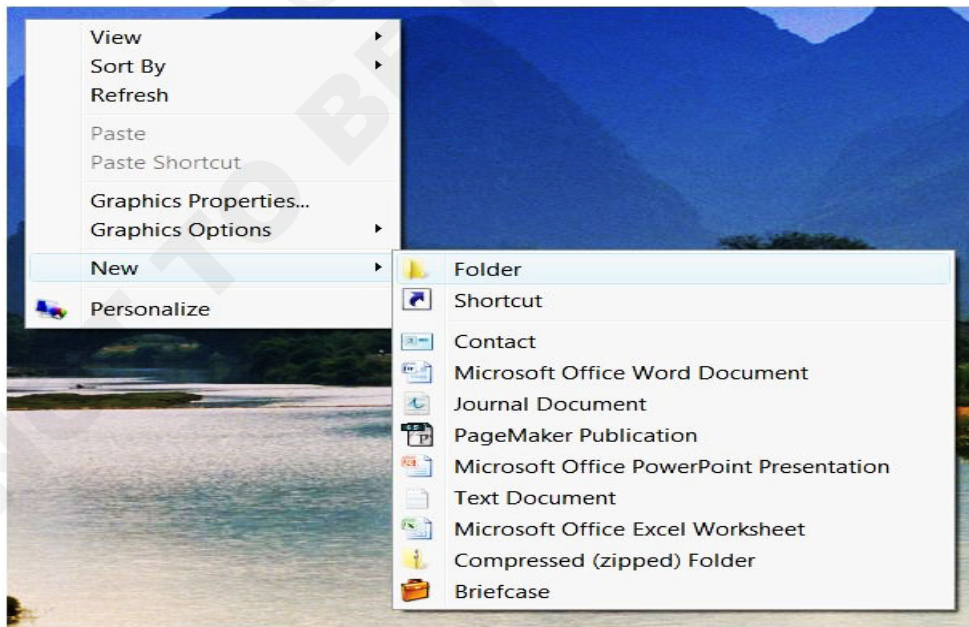 View
Sort By
Refresh
Paste
Paste Shortcut
Graphics Properties...
Graphics Options
New
Personalize
Folder
Shortcut
Contact
Microsoft Office Word Document
Journal Document
PageMaker Publication
Microsoft Office PowerPoint Presentation
Text Document
Microsoft Office Excel Worksheet
Compressed (zipped) Folder
Briefcase
TO BE